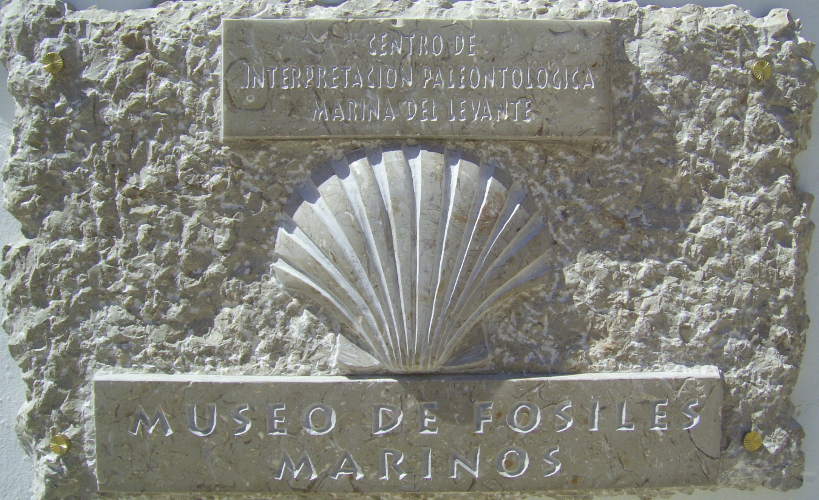 CENTRO DE
INTERPRETACION PALEONTOLOGICA
MARINA DEL LEVANTE
MUSEO DE FOSILES
MARINOS